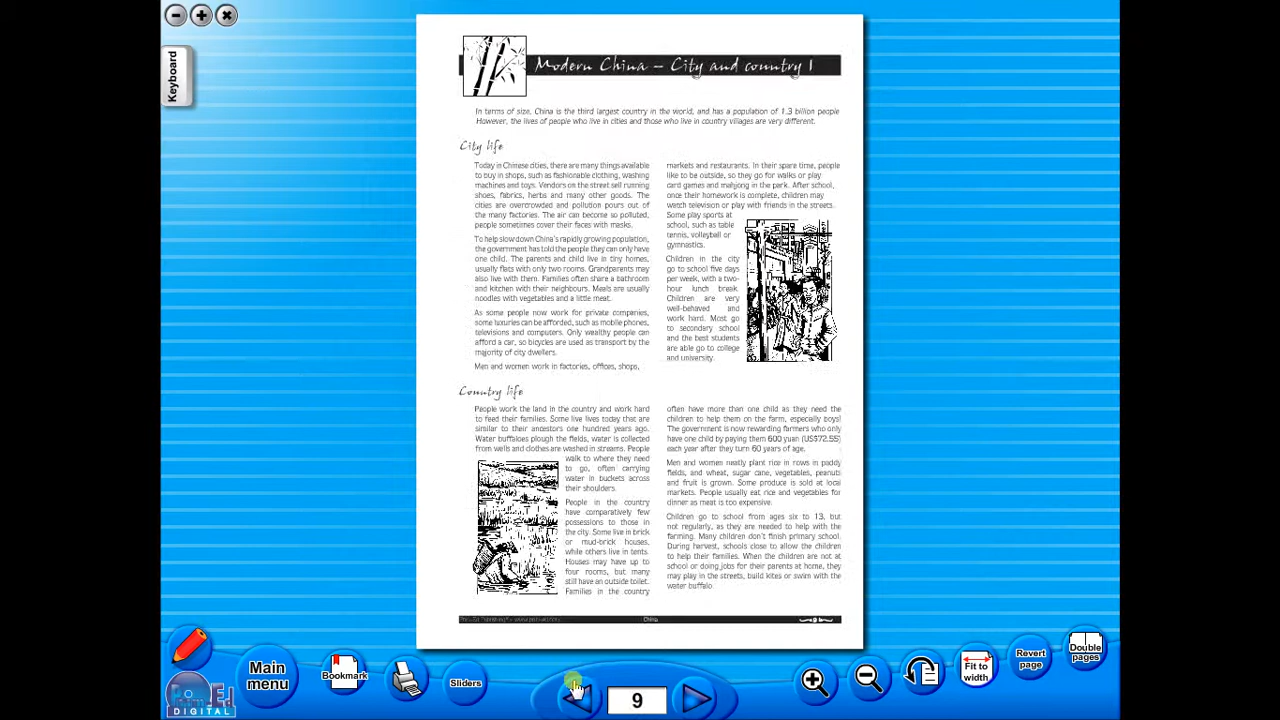 Keyboard
Modern China – City and country 1
In terms of size, China is the third largest country in the world, and has a population of 1.3 billion people
However, the lives of people who live in cities and those who live in country villages are very different.
City life
Today in Chinese cities, there are many things available
to buy in shops, such as fashionable clothing, washing
machines and toys. Vendors on the street sell running
shoes, fabrics, herbs and many other goods. The
cities are overcrowded and pollution pours out of
the many factories. The air can become so polluted,
people sometimes cover their faces with masks.
To help slow down China's rapidly growing population,
the government has told the people they can only have
one child. The parents and child live in tiny homes,
usually flats with only two rooms. Grandparents may
also live with them. Families often share a bathroom
and kitchen with their neighbours. Meals are usually
noodles with vegetables and a little meat.
As some people now work for private companies,
some luxuries can be afforded, such as mobile phones,
televisions and computers. Only wealthy people can
afford a car, so bicycles are used as transport by the
majority of city dwellers.
Men and women work in factories, offices, shops,
markets and restaurants. In their spare time, people
like to be outside, so they go for walks or play
card games and mahjong in the park. After school,
once their homework is complete, children may
watch television or play with friends in the streets.
Some play sports at
school, such as table
tennis, volleyball or
gymnastics.
Children in the city
go to school five days
per week, with a two-
hour lunch break.
Children are very
well-behaved and
work hard. Most go
to secondary school
and the best students
are able go to college
and university.
Country life
People work the land in the country and work hard
to feed their families. Some live lives today that are
similar to their ancestors one hundred years ago.
Water buffaloes plough the fields, water is collected
from wells and clothes are washed in streams. People
walk to where they need
to go, often carrying
water in buckets across
their shoulders.
People in the country
have comparatively few
possessions to those in
the city. Some live in brick
or mud-brick houses,
while others live in tents.
Houses may have up to
four rooms, but many
still have an outside toilet.
Families in the country
often have more than one child as they need the
children to help them on the farm, especially boys!
The government is now rewarding farmers who only
have one child by paying them 600 yuan (US$72.55)
each year after they turn 60 years of age.
Men and women neatly plant rice in rows in paddy
fields, and wheat, sugar cane, vegetables, peanuts
and fruit is grown. Some produce is sold at local
markets. People usually eat rice and vegetables for
dinner as meat is too expensive.
Children go to school from ages six to 13, but
not regularly, as they are needed to help with the
farming. Many children don't finish primary school.
During harvest, schools close to allow the children
to help their families. When the children are not at
school or doing jobs for their parents at home, they
may play in the streets, build kites or swim with the
water buffalo.
China
9
DIGITAL
Main
menu
Bookmark
Sliders
9
Fit to
width
Revert
page
Double
pages